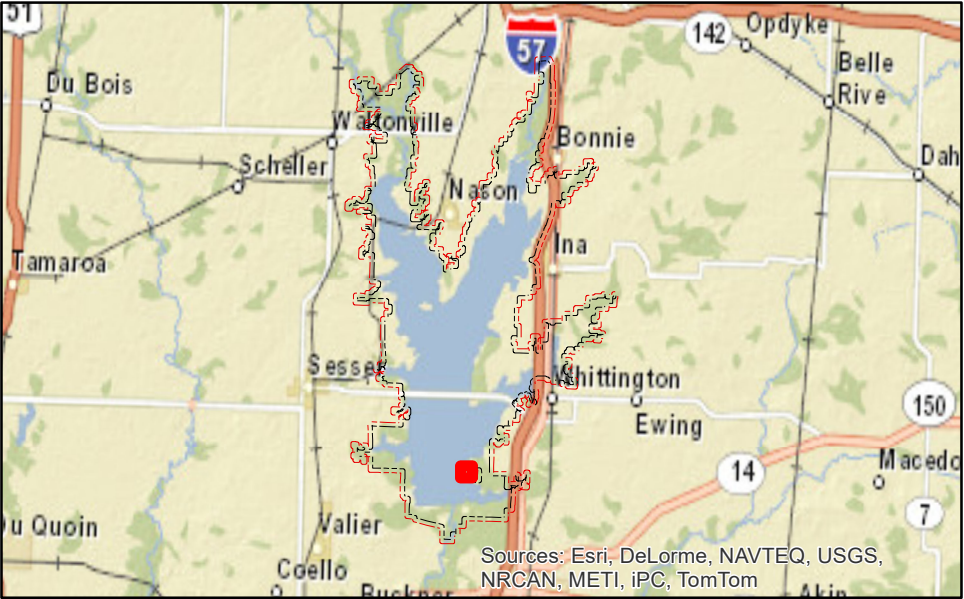 51
57
142
Opdyke
Du Bois
Belle
Rive
Waltonville
Bonnie
Scheller
Dah
Nason
Ina
Tamaroa
Sesser
Whittington
150
Ewing
14
Macedo
7
u Quoin
Valier
Sources: Esri, DeLorme, NAVTEQ, USGS,
NRCAN, METI, iPC, TomTom
Coello
Buckner
Akin